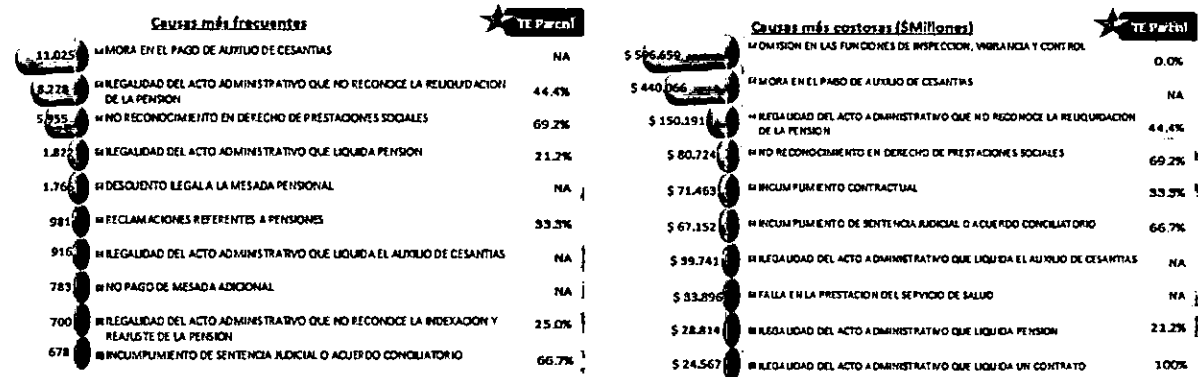 Causas más frecuentes
TE Parcial
11.025 MORA EN EL PAGO DE AUXILIO DE CESANTIAS NA
8.228 ILEGALIDAD DEL ACTO ADMINISTRATIVO QUE NO RECONOCE LA RELIQUIDACION
DE LA PENSION 44.4%
5.955 NO RECONOCIMIENTO EN DERECHO DE PRESTACIONES SOCIALES 69.2%
1.822 ILEGALIDAD DEL ACTO ADMINISTRATIVO QUE LIQUIDA PENSION 21.2%
1.766 DESCUENTO ILEGAL A LA MESADA PENSIONAL NA
981 RECLAMACIONES REFERENTES A PENSIONES 33.3%
916 ILEGALIDAD DEL ACTO ADMINISTRATIVO QUE LIQUIDA EL AUXILIO DE CESANTIAS NA
783 NO PAGO DE MESADA ADICIONAL NA
700 ILEGALIDAD DEL ACTO ADMINISTRATIVO QUE NO RECONOCE LA INDEXACION Y
REAJUSTE DE LA PENSION 25.0%
678 INCUMPLIMIENTO DE SENTENCIA JUDICIAL O ACUERDO CONCILIATORIO 66.7%
Causas más costosas ($Millones)
TE Parcial
OMISION EN LAS FUNCIONES DE INSPECCION, VIGILANCIA Y CONTROL 0.0%
$ 440.066 MORA EN EL PAGO DE AUXILIO DE CESANTIAS NA
$ 150.191 ILEGALIDAD DEL ACTO ADMINISTRATIVO QUE NO RECONOCE LA RELIQUIDACION
DE LA PENSION 44,4%
$ 80.724 NO RECONOCIMIENTO EN DERECHO DE PRESTACIONES SOCIALES 69.2%
$ 71.463 INCUMPLIMIENTO CONTRACTUAL 33.3%
$ 67.152 INCUMPLIMIENTO DE SENTENCIA JUDICIAL O ACUERDO CONCILIATORIO 66.7%
$ 39.741 ILEGALIDAD DEL ACTO ADMINISTRATIVO QUE LIQUIDA EL AUXILIO DE CESANTIAS NA
$ 33.896 FALLA EN LA PRESTACION DEL SERVICIO DE SALUD NA
$ 28.814 ILEGALIDAD DEL ACTO ADMINISTRATIVO QUE LIQUIDA PENSION 21.2%
$ 24.567 ILEGALIDAD DEL ACTO ADMINISTRATIVO QUE LIQUIDA UN CONTRATO 100%